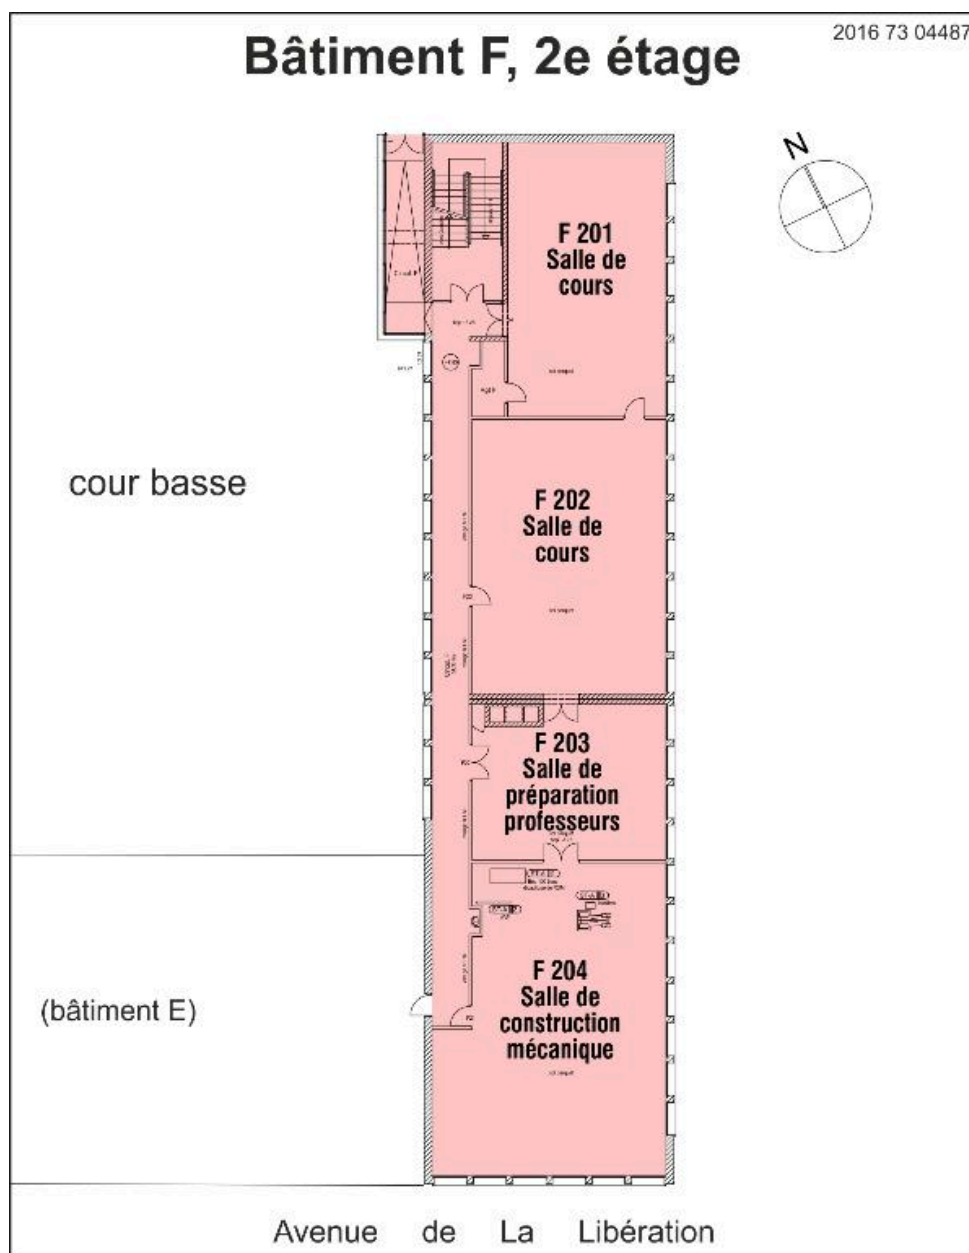 2016 73 04487
Bâtiment F, 2e étage
N
F 201
Salle de
cours
cour basse
F 202
Salle de
cours
F 203
Salle de
préparation
professeurs
(bâtiment E)
F 204
Salle de
construction
mécanique
Avenue de La Libération